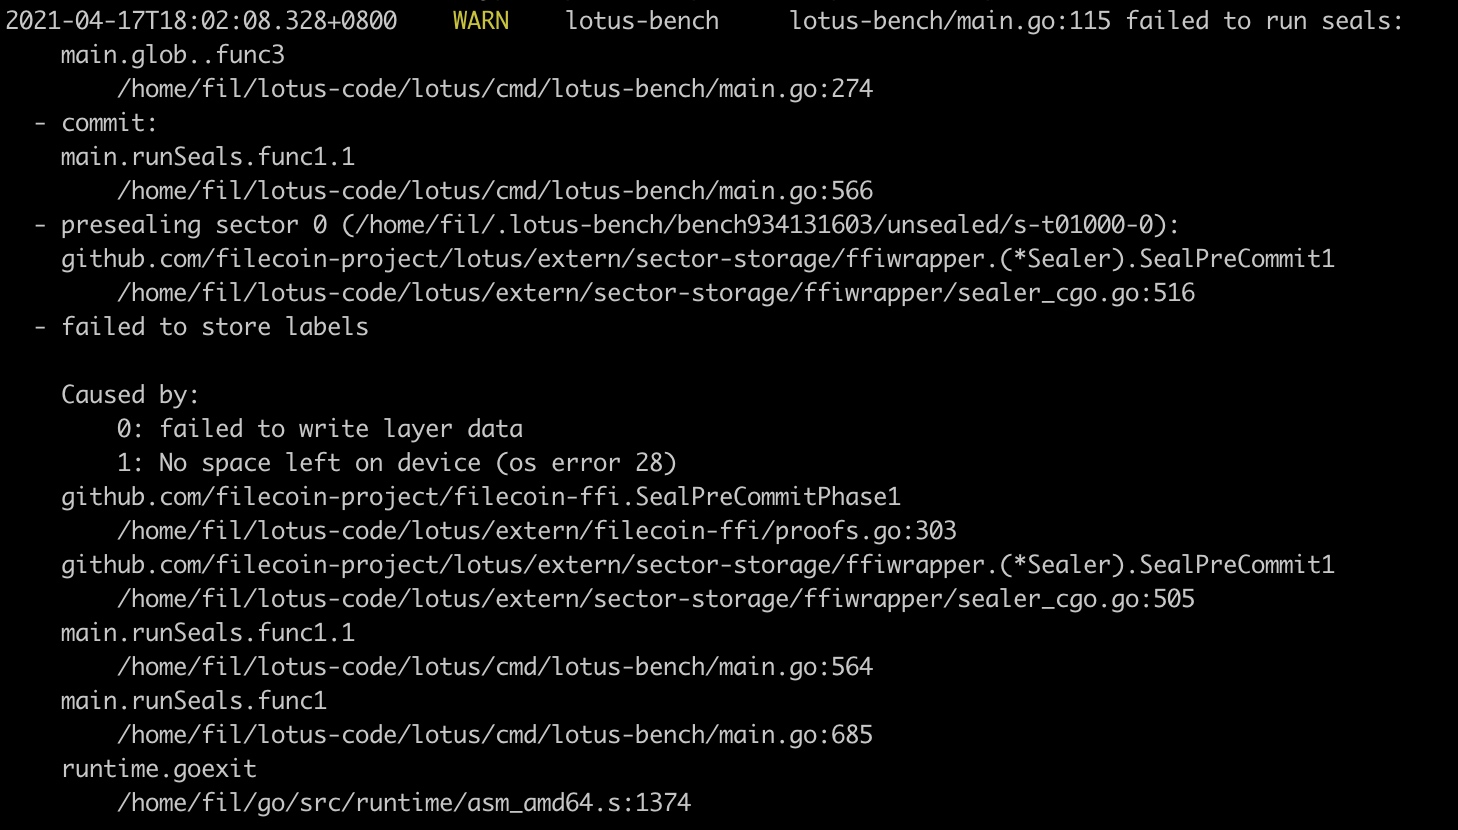 2021-04-17T18:02:08.328+0800    WARN    lotus-bench     lotus-bench/main.go:115 failed to run seals:
    main.glob..func3
        /home/fil/lotus-code/lotus/cmd/lotus-bench/main.go:274
  - commit:
    main.runSeals.func1.1
        /home/fil/lotus-code/lotus/cmd/lotus-bench/main.go:566
  - presealing sector 0 (/home/fil/.lotus-bench/bench934131603/unsealed/s-t01000-0):
    github.com/filecoin-project/lotus/extern/sector-storage/ffiwrapper.(*Sealer).SealPreCommit1
        /home/fil/lotus-code/lotus/extern/sector-storage/ffiwrapper/sealer_cgo.go:516
  - failed to store labels

    Caused by:
        0: failed to write layer data
        1: No space left on device (os error 28)
    github.com/filecoin-project/filecoin-ffi.SealPreCommitPhase1
        /home/fil/lotus-code/lotus/extern/filecoin-ffi/proofs.go:303
    github.com/filecoin-project/lotus/extern/sector-storage/ffiwrapper.(*Sealer).SealPreCommit1
        /home/fil/lotus-code/lotus/extern/sector-storage/ffiwrapper/sealer_cgo.go:505
    main.runSeals.func1.1
        /home/fil/lotus-code/lotus/cmd/lotus-bench/main.go:564
    main.runSeals.func1
        /home/fil/lotus-code/lotus/cmd/lotus-bench/main.go:685
    runtime.goexit
        /home/fil/go/src/runtime/asm_amd64.s:1374